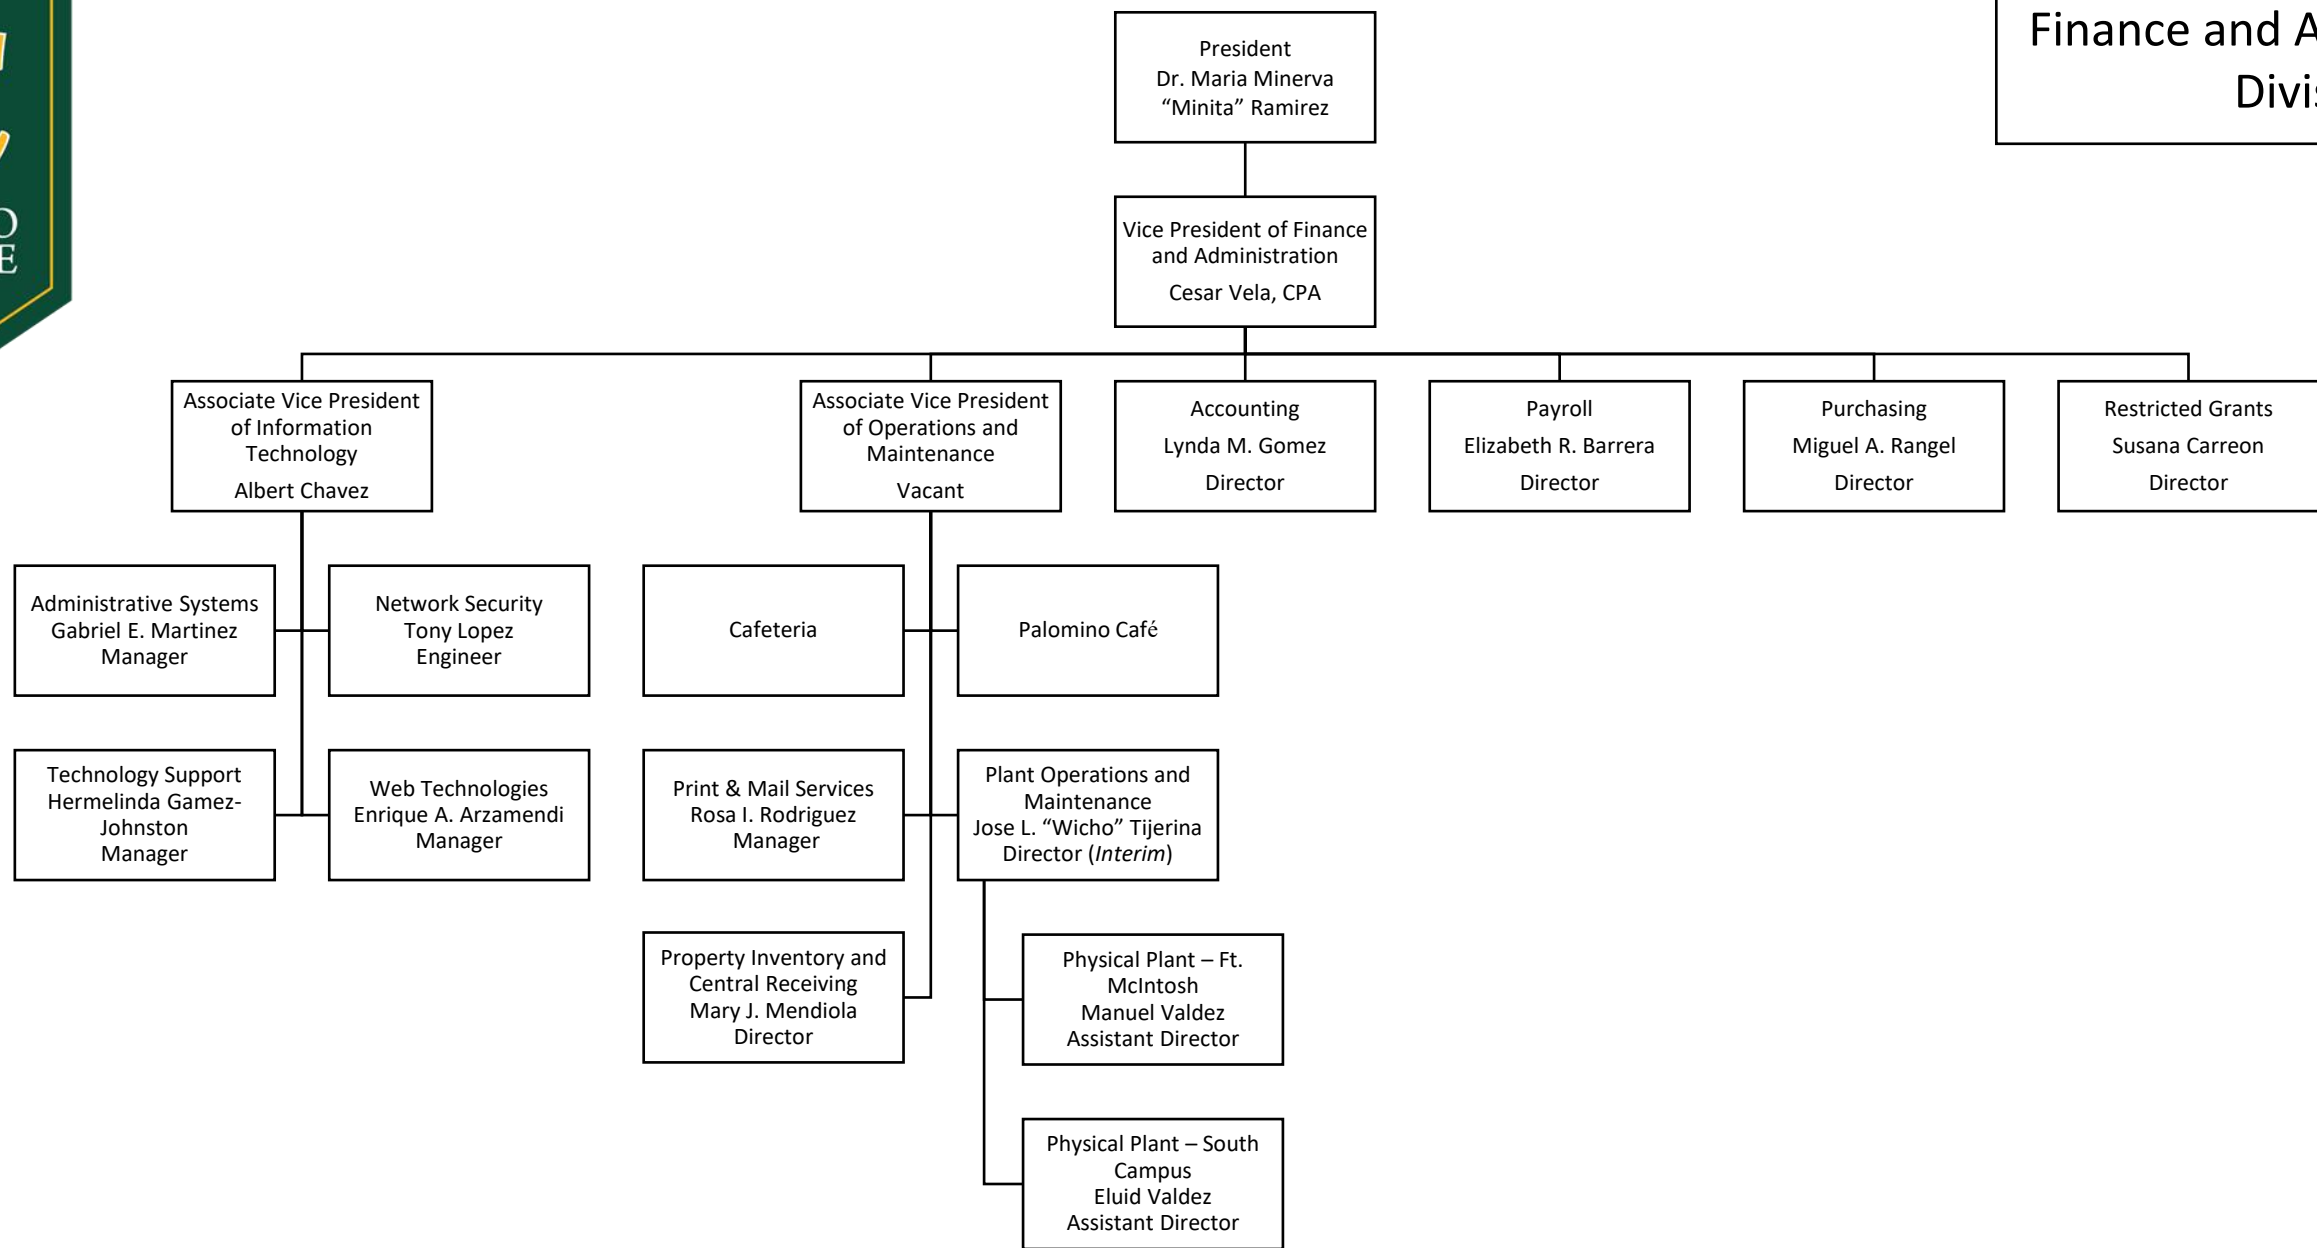 Finance and A
Divis
President
Dr. Maria Minerva
“Minita” Ramirez
Vice President of Finance
and Administration
Cesar Vela, CPA
Associate Vice President
of Information
Technology
Albert Chavez
Associate Vice President
of Operations and
Maintenance
Vacant
Accounting
Lynda M. Gomez
Director
Payroll
Elizabeth R. Barrera
Director
Purchasing
Miguel A. Rangel
Director
Restricted Grants
Susana Carreon
Director
Administrative Systems
Gabriel E. Martinez
Manager
Network Security
Tony Lopez
Engineer
Cafeteria
Palomino Café
Technology Support
Hermelinda Gamez-
Johnston
Manager
Web Technologies
Enrique A. Arzamendi
Manager
Print & Mail Services
Rosa I. Rodriguez
Manager
Plant Operations and
Maintenance
Jose L. “Wicho” Tijerina
Director (Interim)
Property Inventory and
Central Receiving
Mary J. Mendiola
Director
Physical Plant – Ft.
McIntosh
Manuel Valdez
Assistant Director
Physical Plant – South
Campus
Eluid Valdez
Assistant Director